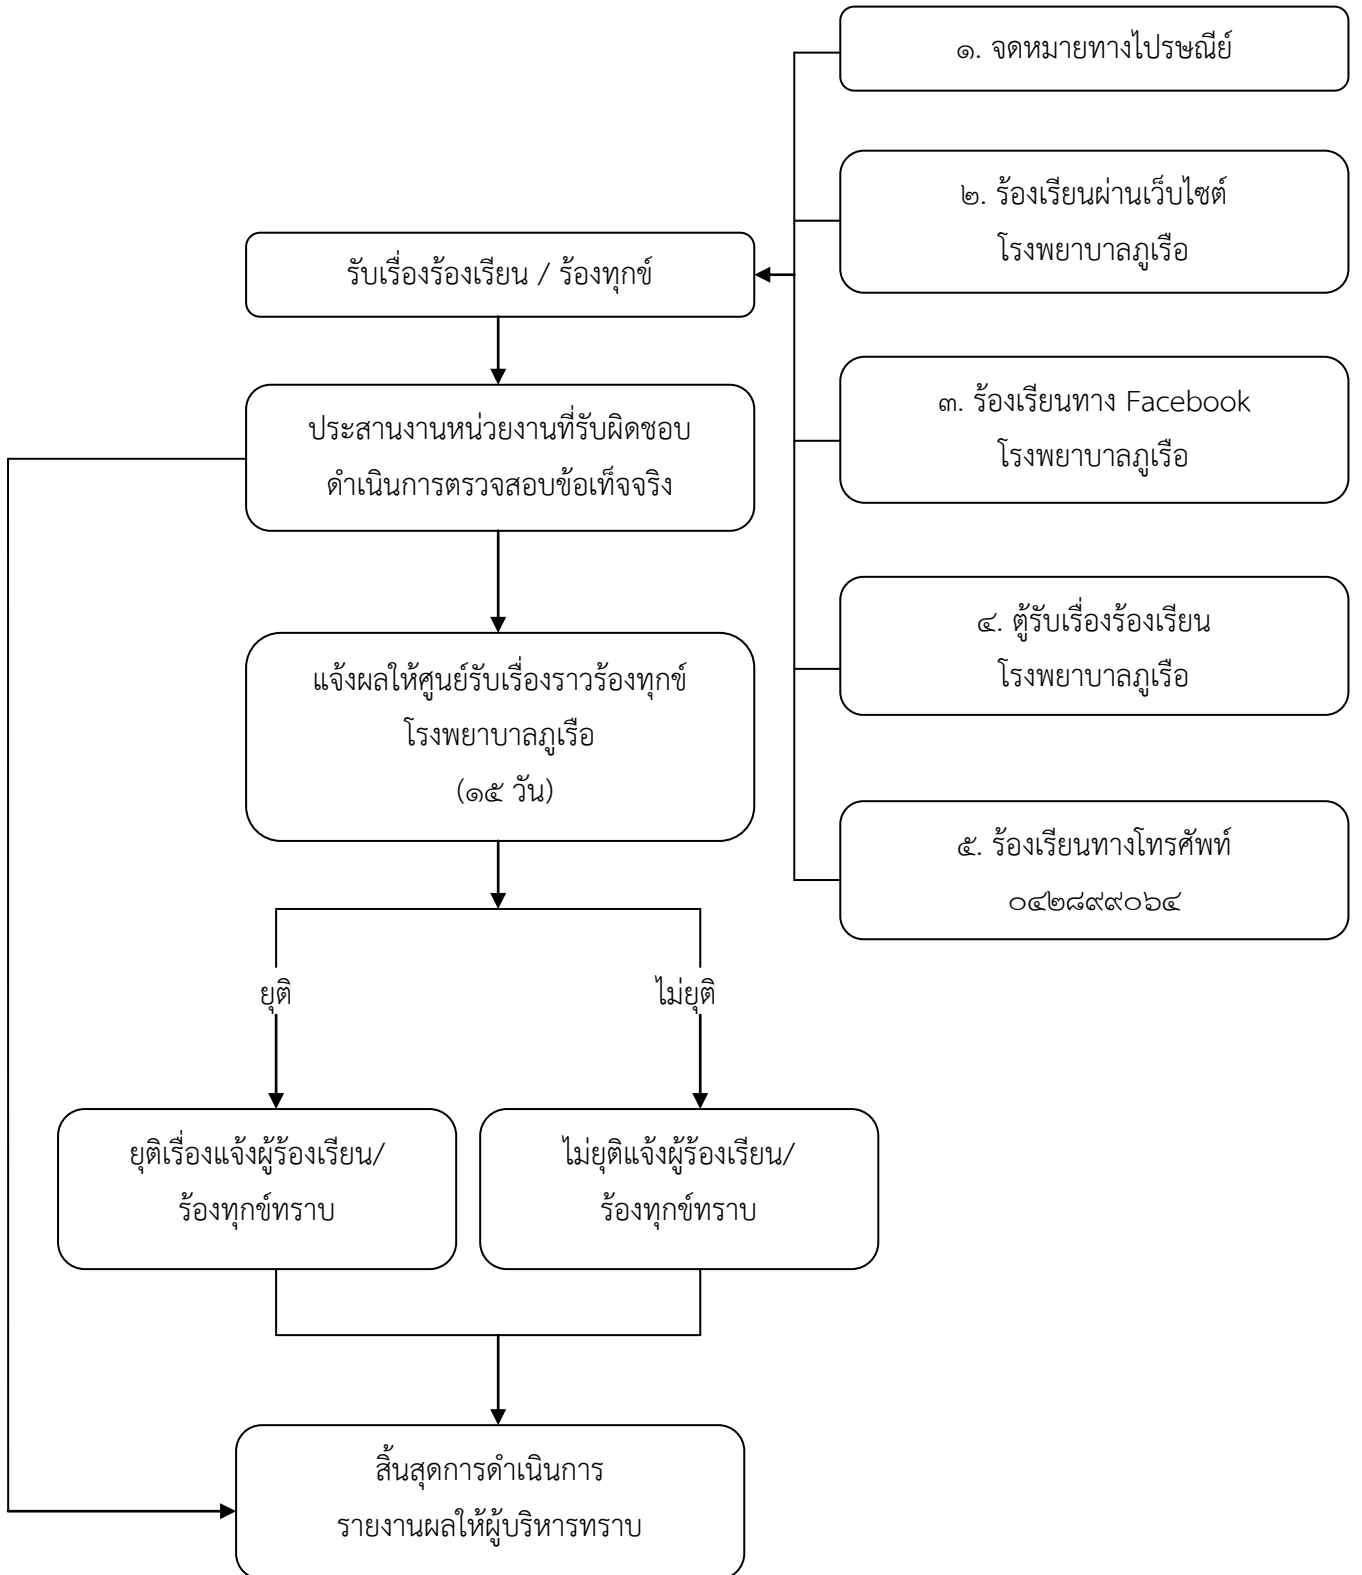 ๑. จดหมายทางไปรษณีย์
๒. ร้องเรียนผ่านเว็บไซต์
โรงพยาบาลภูเรือ
รับเรื่องร้องเรียน / ร้องทุกข์
๓. ร้องเรียนทาง Facebook
โรงพยาบาลภูเรือ
ประสานงานหน่วยงานที่รับผิดชอบ
ดำเนินการตรวจสอบข้อเท็จจริง
๔. ตู้รับเรื่องร้องเรียน
โรงพยาบาลภูเรือ
แจ้งผลให้ศูนย์รับเรื่องราวร้องทุกข์
โรงพยาบาลภูเรือ
(๑๕ วัน)
๕. ร้องเรียนทางโทรศัพท์
๐๔๒๘๙๙๐๖๔
ยุติ
ไม่ยุติ
ยุติเรื่องแจ้งผู้ร้องเรียน/
ร้องทุกข์ทราบ
ไม่ยุติแจ้งผู้ร้องเรียน/
ร้องทุกข์ทราบ
สิ้นสุดการดำเนินการ
รายงานผลให้ผู้บริหารทราบ